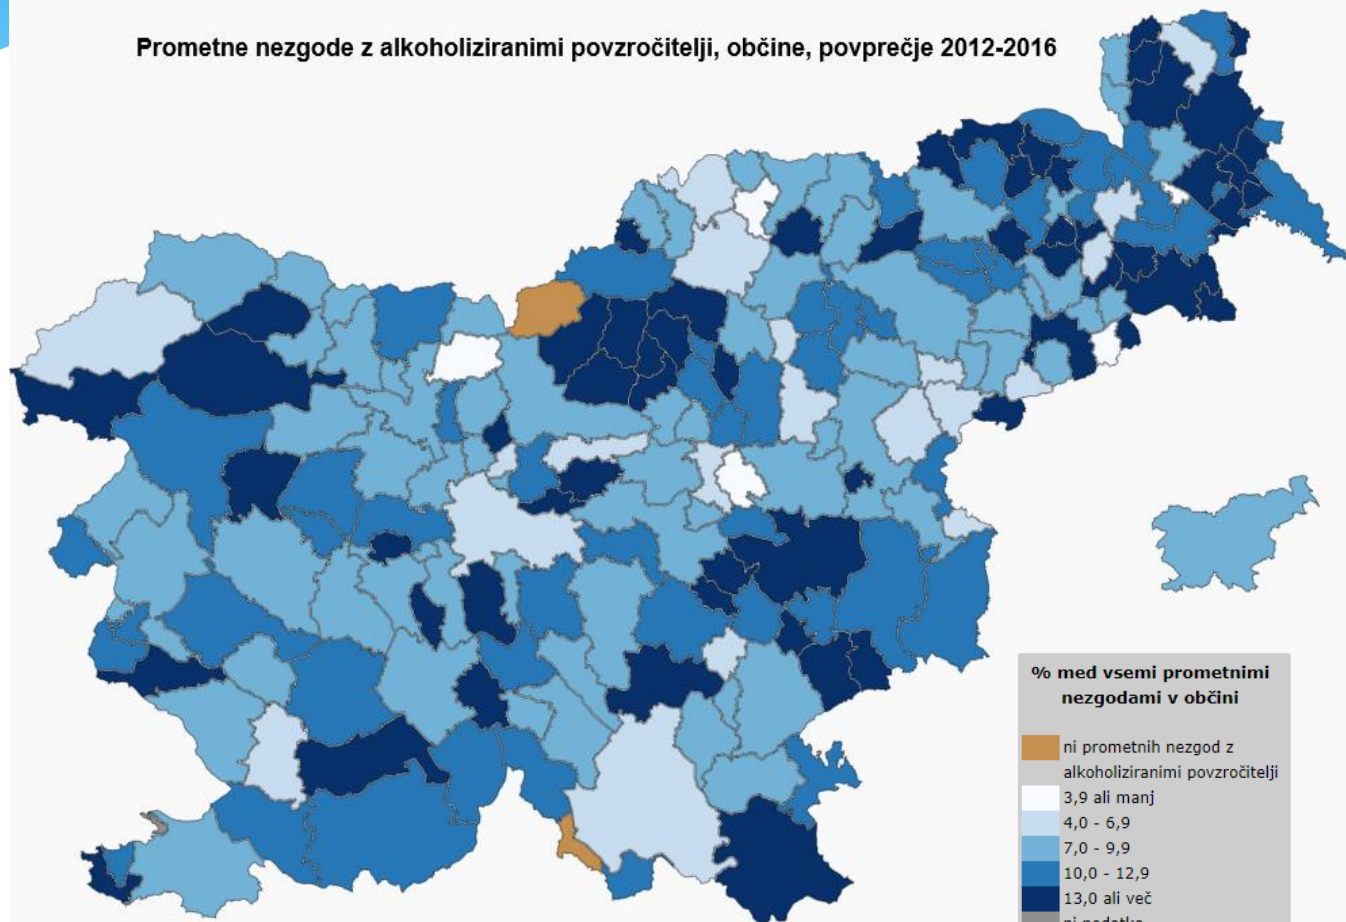 Prometne nezgode z alkoholiziranimi povzročitelji, občine, povprečje 2012-2016
% med vsemi prometnimi
nezgodami v občini
ni prometnih nezgod z
alkoholiziranimi povzročitelji
3,9 ali manj
4,0 - 6,9
7,0 - 9,9
10,0 - 12,9
13,0 ali več
ni podatka